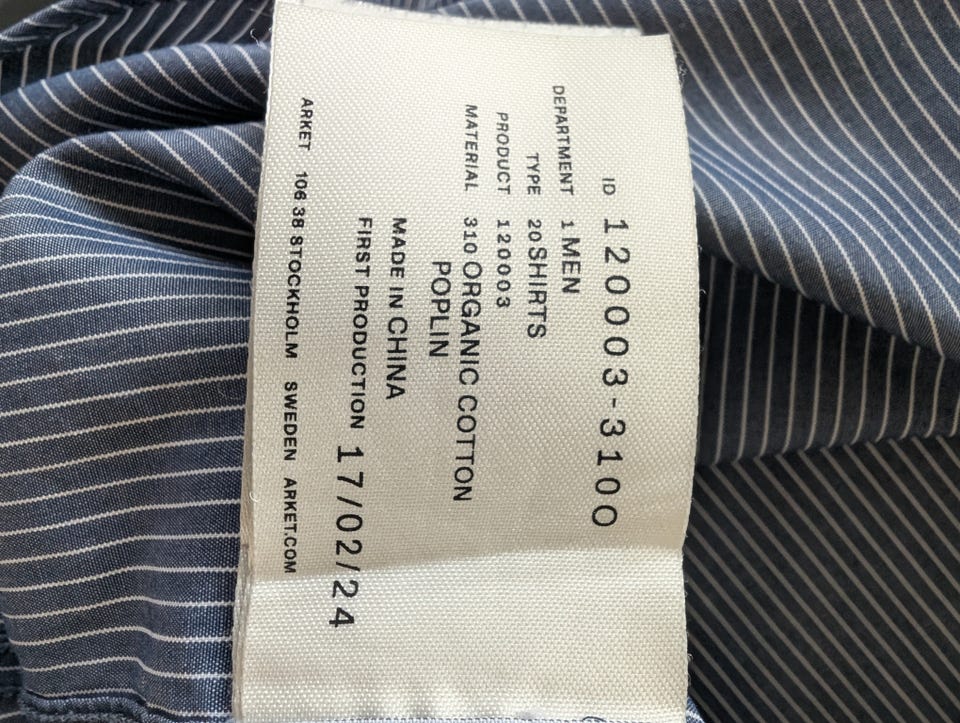 ID 120003-310O
DEPARTMENT 1 MEN
TYPE 20 SHIRTS
PRODUCT 120003
MATERIAL 310 ORGANIC COTTON
POPLIN
MADE IN CHINA
FIRST PRODUCTION 17/02/24
ARKET 106 38 STOCKHOLM SWEDEN ARKET.COM